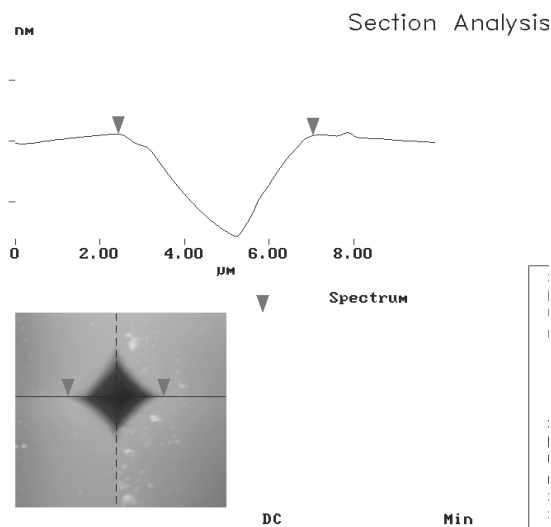 Section Analysis
nM
0 2.00 4.00 6.00 8.00
µM
Spectrum
DC Min